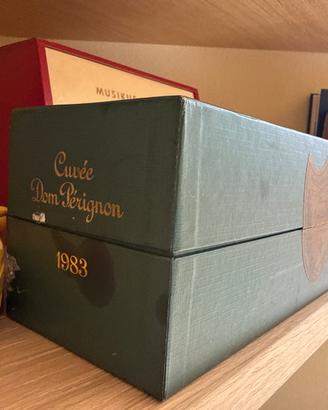 MUSIKUS
Cuvée
Dom Pérignon
1983